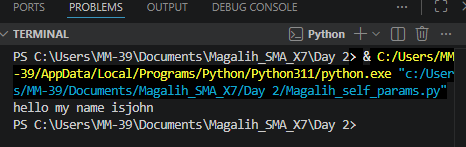 PORTS PROBLEMS OUTPUT DEBUG CONSOLE
TERMINAL Python
PS C:\Users\MM-39\Documents\Magalih_SMA_X7\Day 2> & C:/Users/MM
-39/AppData/Local/Programs/Python/Python311/python.exe "c:/User
s/MM-39/Documents/Magalih_SMA_X7/Day 2/Magalih_self_params.py"
hello my name isjohn
PS C:\Users\MM-39\Documents\Magalih_SMA_X7\Day 2>